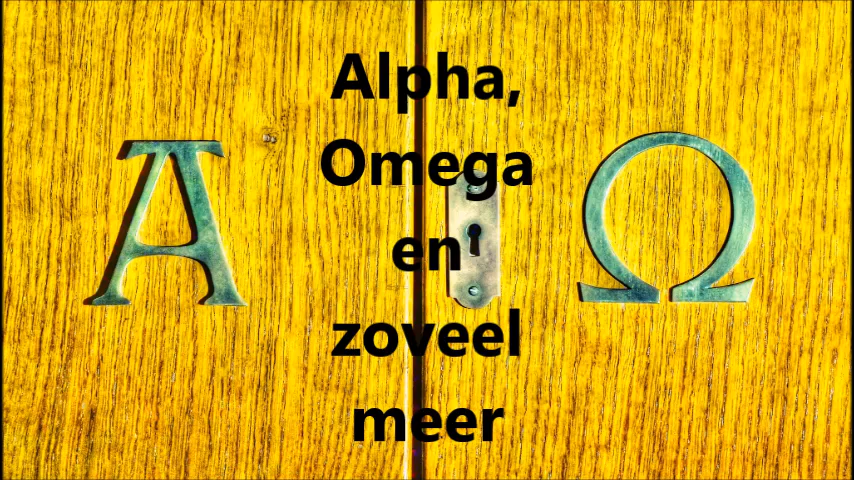 Alpha,
Omega
en
zoveel
meer
Α Ω